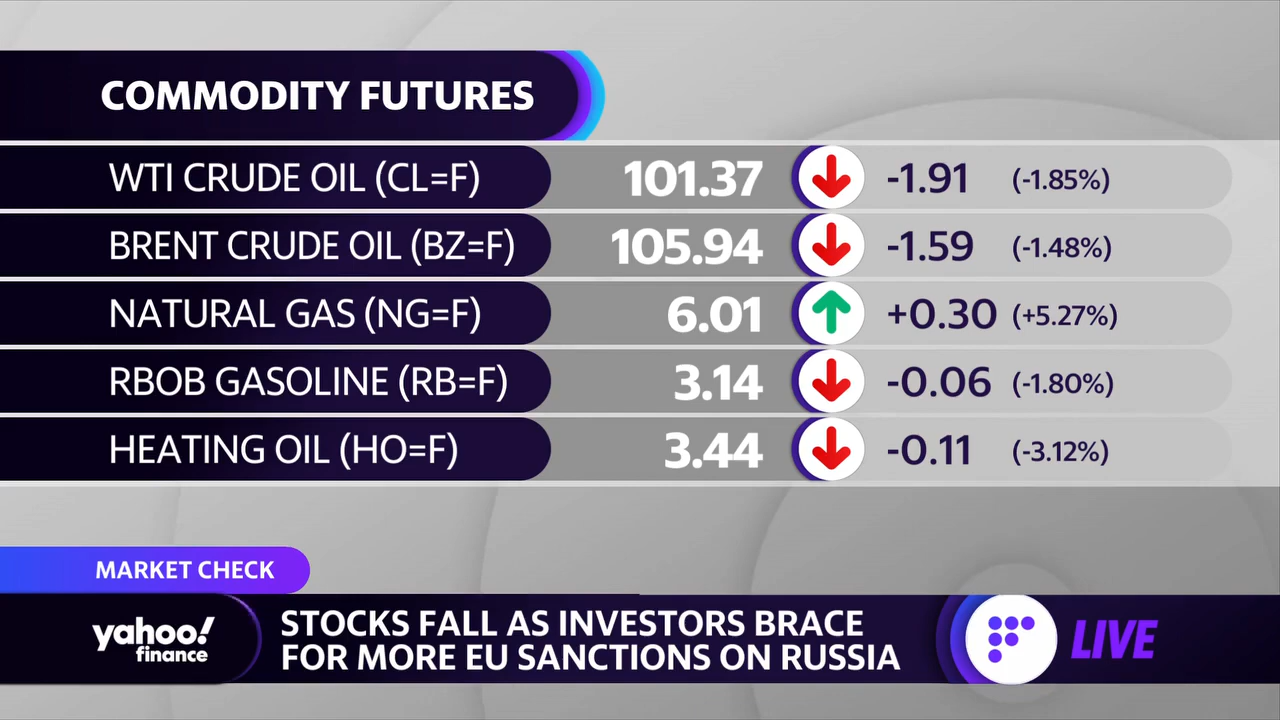 COMMODITY FUTURES
WTI CRUDE OIL (CL=F) 101.37 -1.91 (-1.85%)
BRENT CRUDE OIL (BZ=F) 105.94 -1.59 (-1.48%)
NATURAL GAS (NG=F) 6.01 +0.30 (+5.27%)
RBOB GASOLINE (RB=F) 3.14 -0.06 (-1.80%)
HEATING OIL (HO=F) 3.44 -0.11 (-3.12%)
MARKET CHECK
yahoo!
finance
STOCKS FALL AS INVESTORS BRACE
FOR MORE EU SANCTIONS ON RUSSIA
LIVE